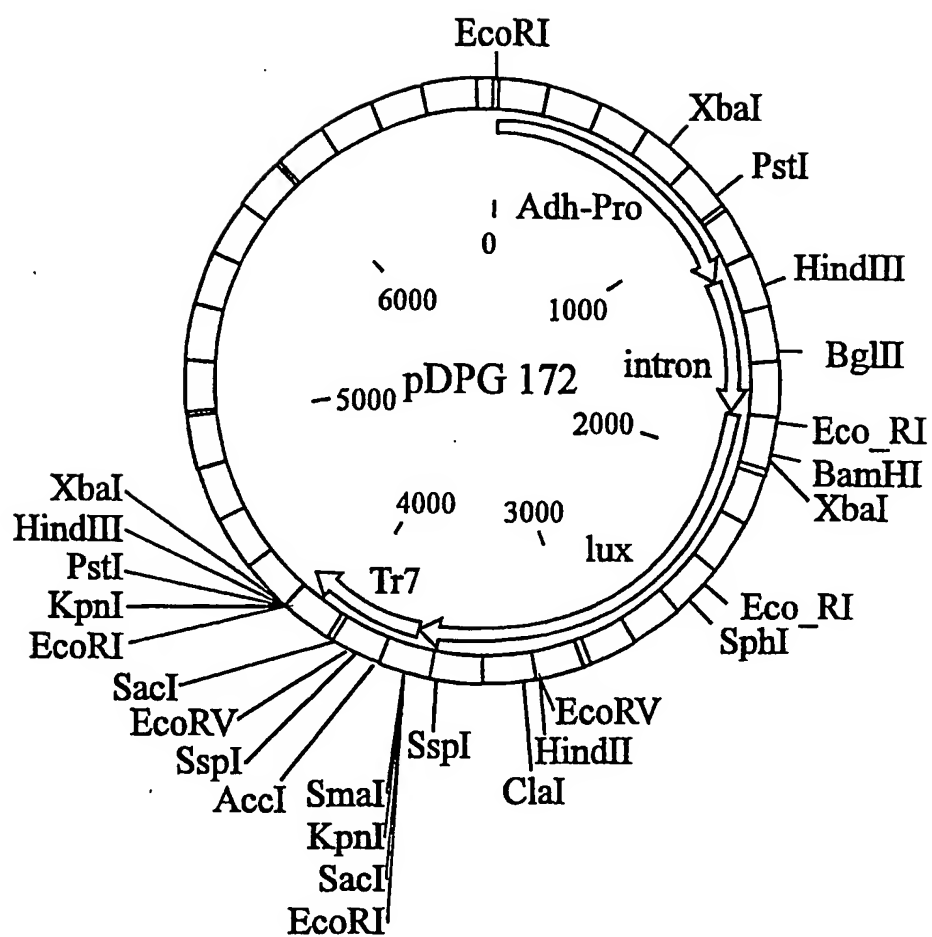 EcoRI
XbaI
PstI
Adh-Pro
0
HindIII
6000
1000
BglII
intron
pDPG 172
5000
2000
Eco_RI
BamHI
XbaI
XbaI
4000
3000
HindIII
lux
PstI
Tr7
KpnI
Eco_RI
EcoRI
SphI
SacI
EcoRV
EcoRV
SspI
HindII
SspI
AccI
SmaI
ClaI
KpnI
SacI
EcoRI